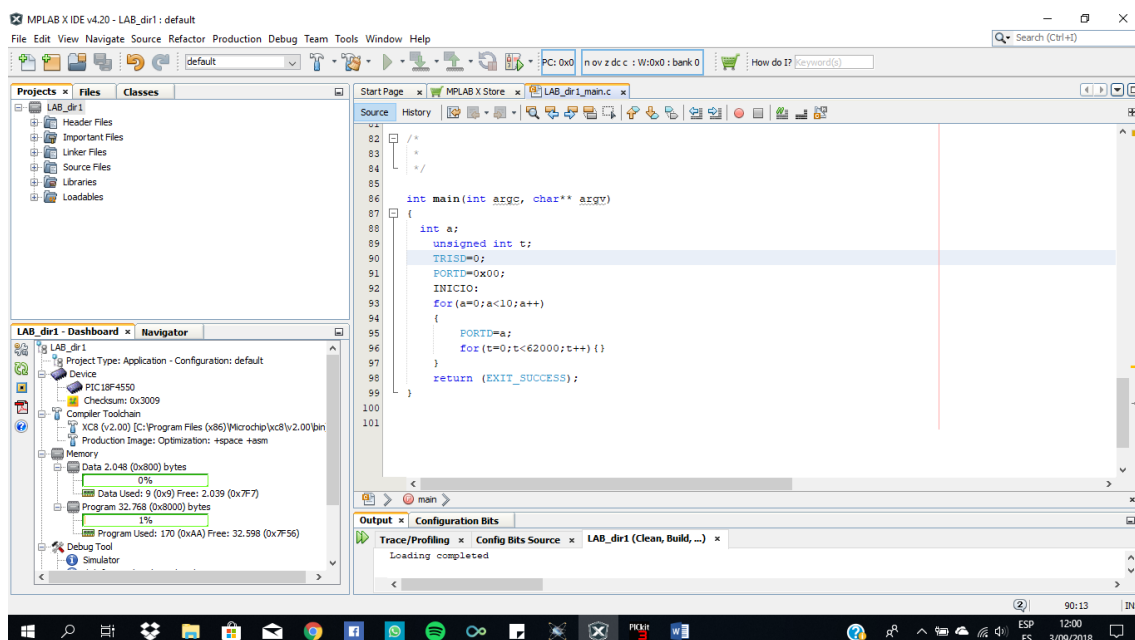 MPLAB X IDE v4.20 - LAB_dir1 : default
File Edit View Navigate Source Refactor Production Debug Team Tools Window Help
Search (Ctrl+I)
default
PC: 0x0
n ov z dc c : W:0x0 : bank 0
How do I?
Keyword(s)
Projects Files Classes
Start Page MPLAB X Store LAB_dir1_main.c
LAB_dir1
Header Files
Important Files
Linker Files
Source Files
Libraries
Loadables
Source History
81
82 /*
83 *
84 */
85
86 int main(int argc, char** argv)
87 {
88 int a;
89 unsigned int t;
90 TRISD=0;
91 PORTD=0x00;
92 INICIO:
93 for(a=0;a<10;a++)
94 {
95 PORTD=a;
96 for(t=0;t<62000;t++){}
97 }
98 return (EXIT_SUCCESS);
99 }
100
101
main
LAB_dir1 - Dashboard Navigator
LAB_dir1
Project Type: Application - Configuration: default
Device
PIC18F4550
Checksum: 0x3009
Compiler Toolchain
XC8 (v2.00) [C:\Program Files (x86)\Microchip\xc8\v2.00\bin
Production Image: Optimization: +space +asm
Memory
Data 2.048 (0x800) bytes
0%
Data Used: 9 (0x9) Free: 2.039 (0x7F7)
Program 32.768 (0x8000) bytes
1%
Program Used: 170 (0xAA) Free: 32.598 (0x7F56)
Debug Tool
Simulator
Output Configuration Bits
Trace/Profiling Config Bits Source LAB_dir1 (Clean, Build, ...)
Loading completed
2
90:13
IN
PICkit
3
ESP
ES
12:00
3/09/2018